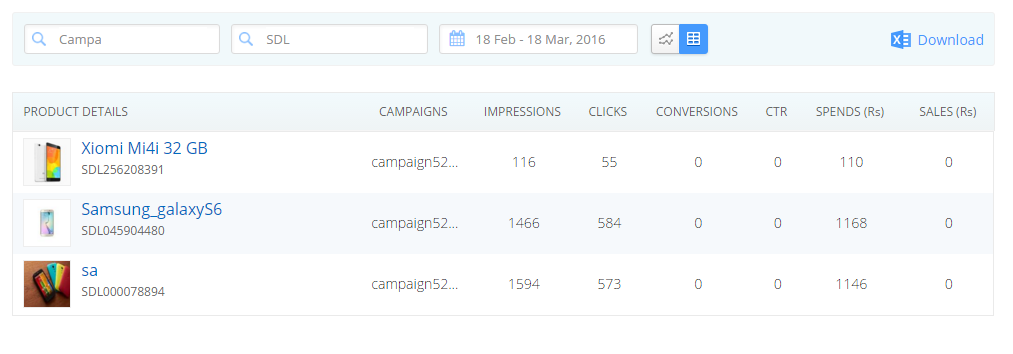 Campa SDL 18 Feb - 18 Mar, 2016 Download
PRODUCT DETAILS CAMPAIGNS IMPRESSIONS CLICKS CONVERSIONS CTR SPENDS (Rs) SALES (Rs)
Xiomi Mi4i 32 GB
SDL256208391
campaign52... 116 55 0 0 110 0
Samsung_galaxyS6
SDL045904480
campaign52... 1466 584 0 0 1168 0
sa
SDL000078894
campaign52... 1594 573 0 0 1146 0